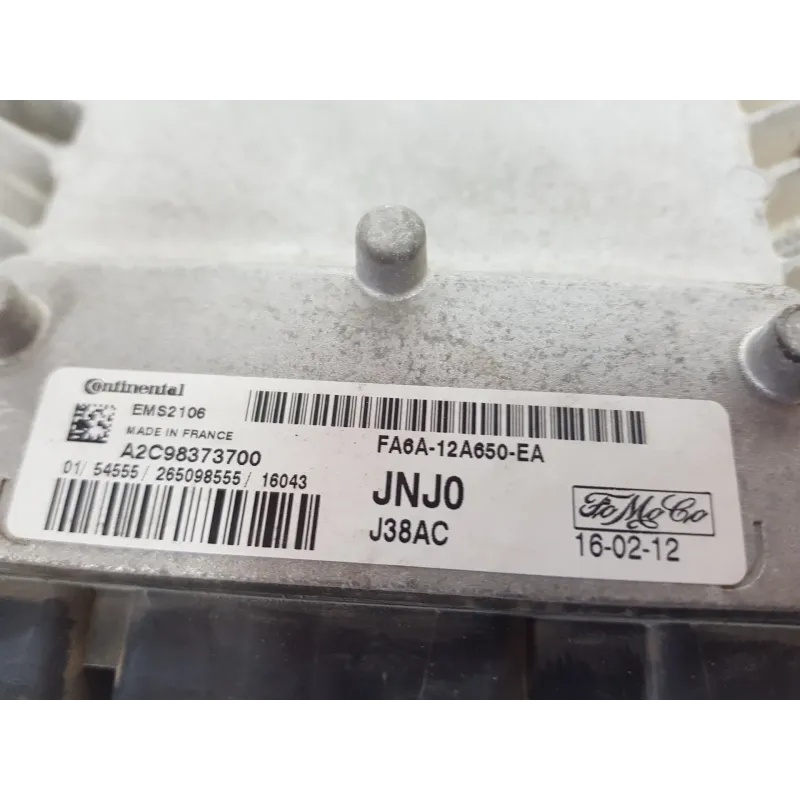 Continental
EMS2106
MADE IN FRANCE
A2C98373700
01/ 54555/ 265098555/ 16043
FA6A-12A650-EA
JNJ0
J38AC
FoMoCo
16-02-12